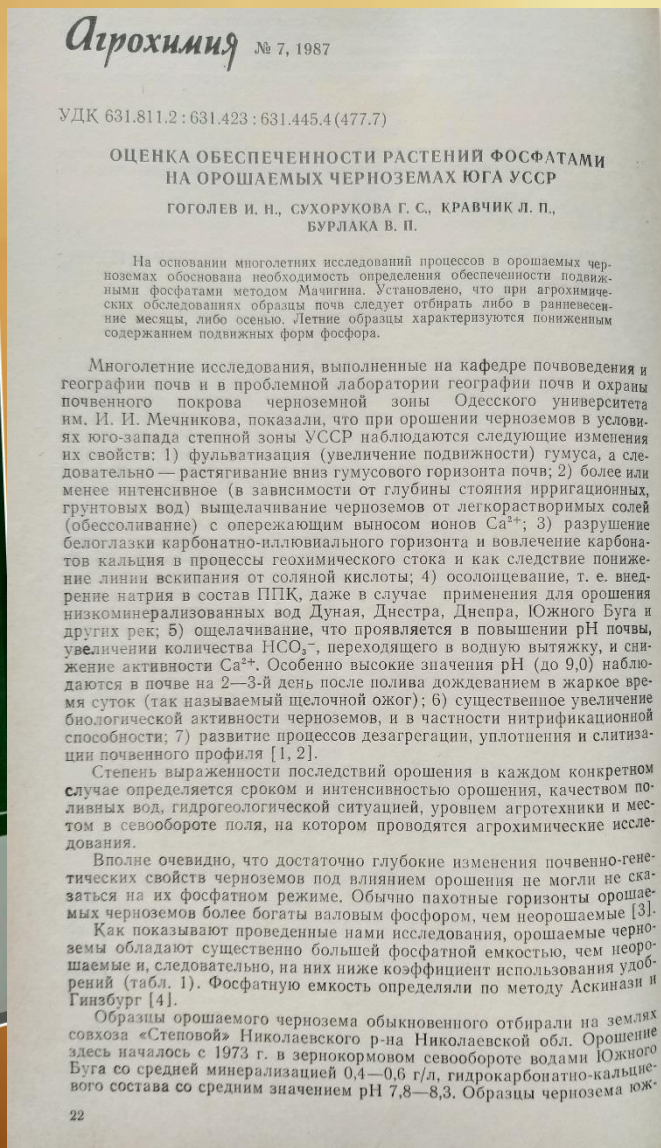 Агрохимия № 7, 1987
УДК 631.811.2 : 631.423 : 631.445.4 (477.7)
ОЦЕНКА ОБЕСПЕЧЕННОСТИ РАСТЕНИЙ ФОСФАТАМИ
НА ОРОШАЕМЫХ ЧЕРНОЗЕМАХ ЮГА УССР
ГОГОЛЕВ И. Н., СУХОРУКОВА Г. С., КРАВЧИК Л. П.,
БУРЛАКА В. П.
На основании многолетних исследований процессов в орошаемых чер-
ноземах обоснована необходимость определения обеспеченности подвиж-
ными фосфатами методом Мачигина. Установлено, что при агрохимиче-
ских обследованиях образцы почв следует отбирать либо в ранневесен-
ние месяцы, либо осенью. Летние образцы характеризуются пониженным
содержанием подвижных форм фосфора.
Многолетние исследования, выполненные на кафедре почвоведения и
географии почв и в проблемной лаборатории географии почв и охраны
почвенного покрова черноземной зоны Одесского университета
им. И. И. Мечникова, показали, что при орошении черноземов в услови-
ях юго-запада степной зоны УССР наблюдаются следующие изменения
их свойств: 1) фульватизация (увеличение подвижности) гумуса, а сле-
довательно — растягивание вниз гумусового горизонта почв; 2) более или
менее интенсивное (в зависимости от глубины стояния ирригационных,
грунтовых вод) выщелачивание черноземов от легкорастворимых солей
(обессоливание) с опережающим выносом ионов Ca²⁺; 3) разрушение
белоглазки карбонатно-иллювиального горизонта и вовлечение карбона-
тов кальция в процессы геохимического стока и как следствие пониже-
ние линии вскипания от соляной кислоты; 4) осолонцевание, т. е. внед-
рение натрия в состав ППК, даже в случае применения для орошения
низкоминерализованных вод Дуная, Днестра, Днепра, Южного Буга и
других рек; 5) ощелачивание, что проявляется в повышении pH почвы,
увеличении количества HCO₃⁻, переходящего в водную вытяжку, и сни-
жение активности Ca²⁺. Особенно высокие значения pH (до 9,0) наблю-
даются в почве на 2—3-й день после полива дождеванием в жаркое вре-
мя суток (так называемый щелочной ожог); 6) существенное увеличение
биологической активности черноземов, и в частности нитрификационной
способности; 7) развитие процессов дезагрегации, уплотнения и слитиза-
ции почвенного профиля [1, 2].
Степень выраженности последствий орошения в каждом конкретном
случае определяется сроком и интенсивностью орошения, качеством по-
ливных вод, гидрогеологической ситуацией, уровнем агротехники и мес-
том в севообороте поля, на котором проводятся агрохимические иссле-
дования.
Вполне очевидно, что достаточно глубокие изменения почвенно-гене-
тических свойств черноземов под влиянием орошения не могли не ска-
заться на их фосфатном режиме. Обычно пахотные горизонты орошае-
мых черноземов более богаты валовым фосфором, чем неорошаемые [3].
Как показывают проведенные нами исследования, орошаемые черно-
земы обладают существенно большей фосфатной емкостью, чем неоро-
шаемые и, следовательно, на них ниже коэффициент использования удоб-
рений (табл. 1). Фосфатную емкость определяли по методу Аскинази и
Гинзбург [4].
Образцы орошаемого чернозема обыкновенного отбирали на землях
совхоза «Степовой» Николаевского р-на Николаевской обл. Орошение
здесь началось с 1973 г. в зернокормовом севообороте водами Южного
Буга со средней минерализацией 0,4—0,6 г/л, гидрокарбонатно-кальцие-
вого состава со средним значением pH 7,8—8,3. Образцы чернозема юж-
22